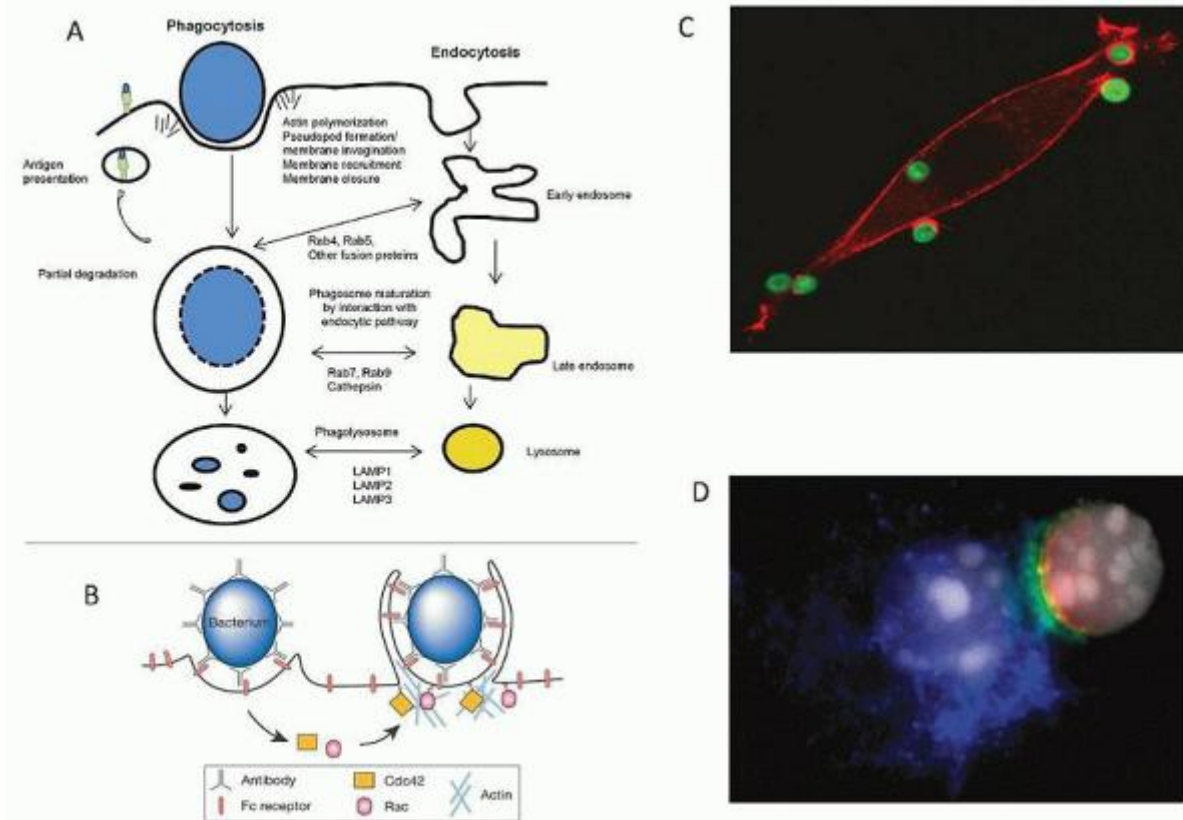 A
Phagocytosis
Endocytosis
Actin polymorization
Pseudopod formation/
membrane invagination
Membrane recruitment
Membrane closure
Antigen
presentation
Early endosome
Rab4, Rab5,
Other fusion proteins
Partial degradation
Phagosome maturation
by interaction with
endocytic pathway
Late endosome
Rab7, Rab9
Cathepsin
Phagolysosome
Lysosome
LAMP1
LAMP2
LAMP3
B
Bacterium
Antibody
Cdc42
Actin
Fc receptor
Rac
C
D